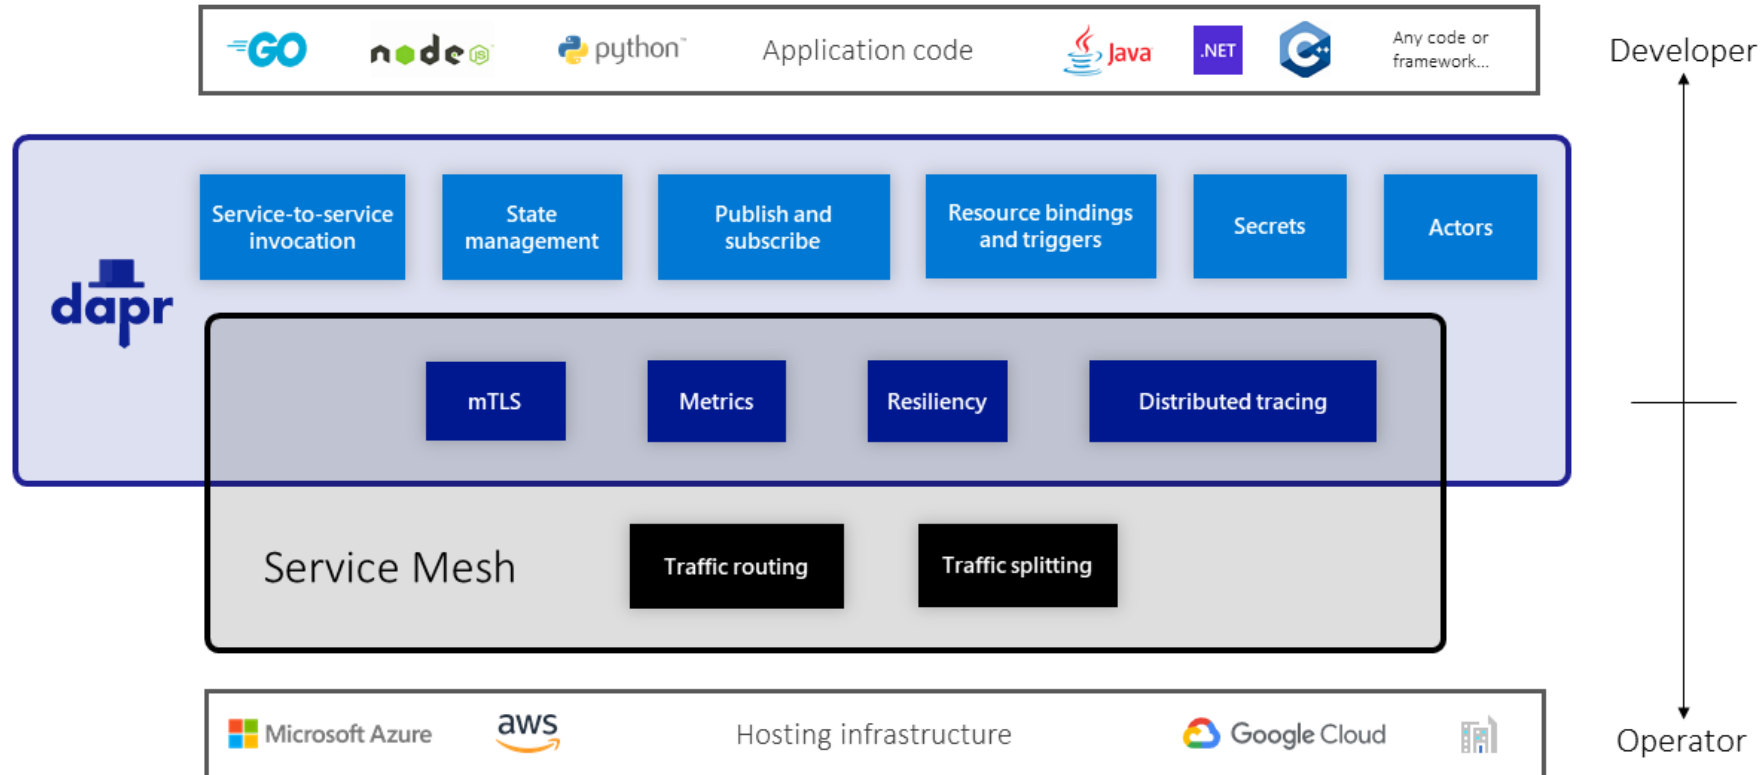 GO
node
JS
python™
Application code
Java
.NET
C++
Any code or
framework...
Developer
Service-to-service
invocation
State
management
Publish and
subscribe
Resource bindings
and triggers
Secrets
Actors
dapr
mTLS
Metrics
Resiliency
Distributed tracing
Service Mesh
Traffic routing
Traffic splitting
Microsoft Azure
aws
Hosting infrastructure
Google Cloud
Operator